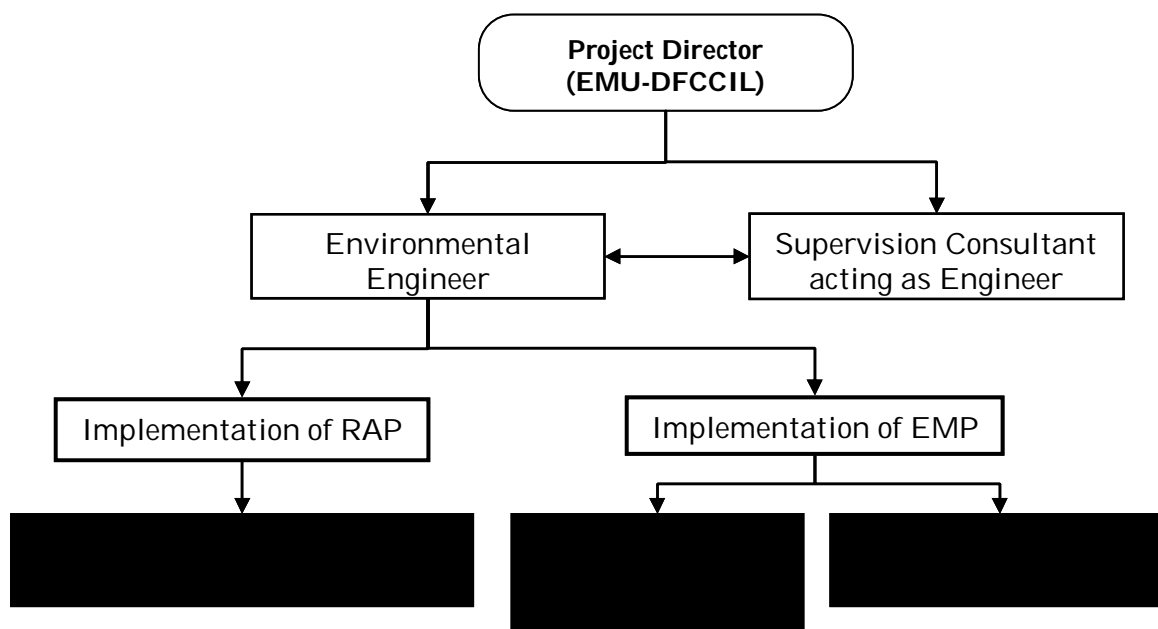 Project Director
(EMU-DFCCIL)
Environmental
Engineer
Supervision Consultant
acting as Engineer
Implementation of RAP
Implementation of EMP